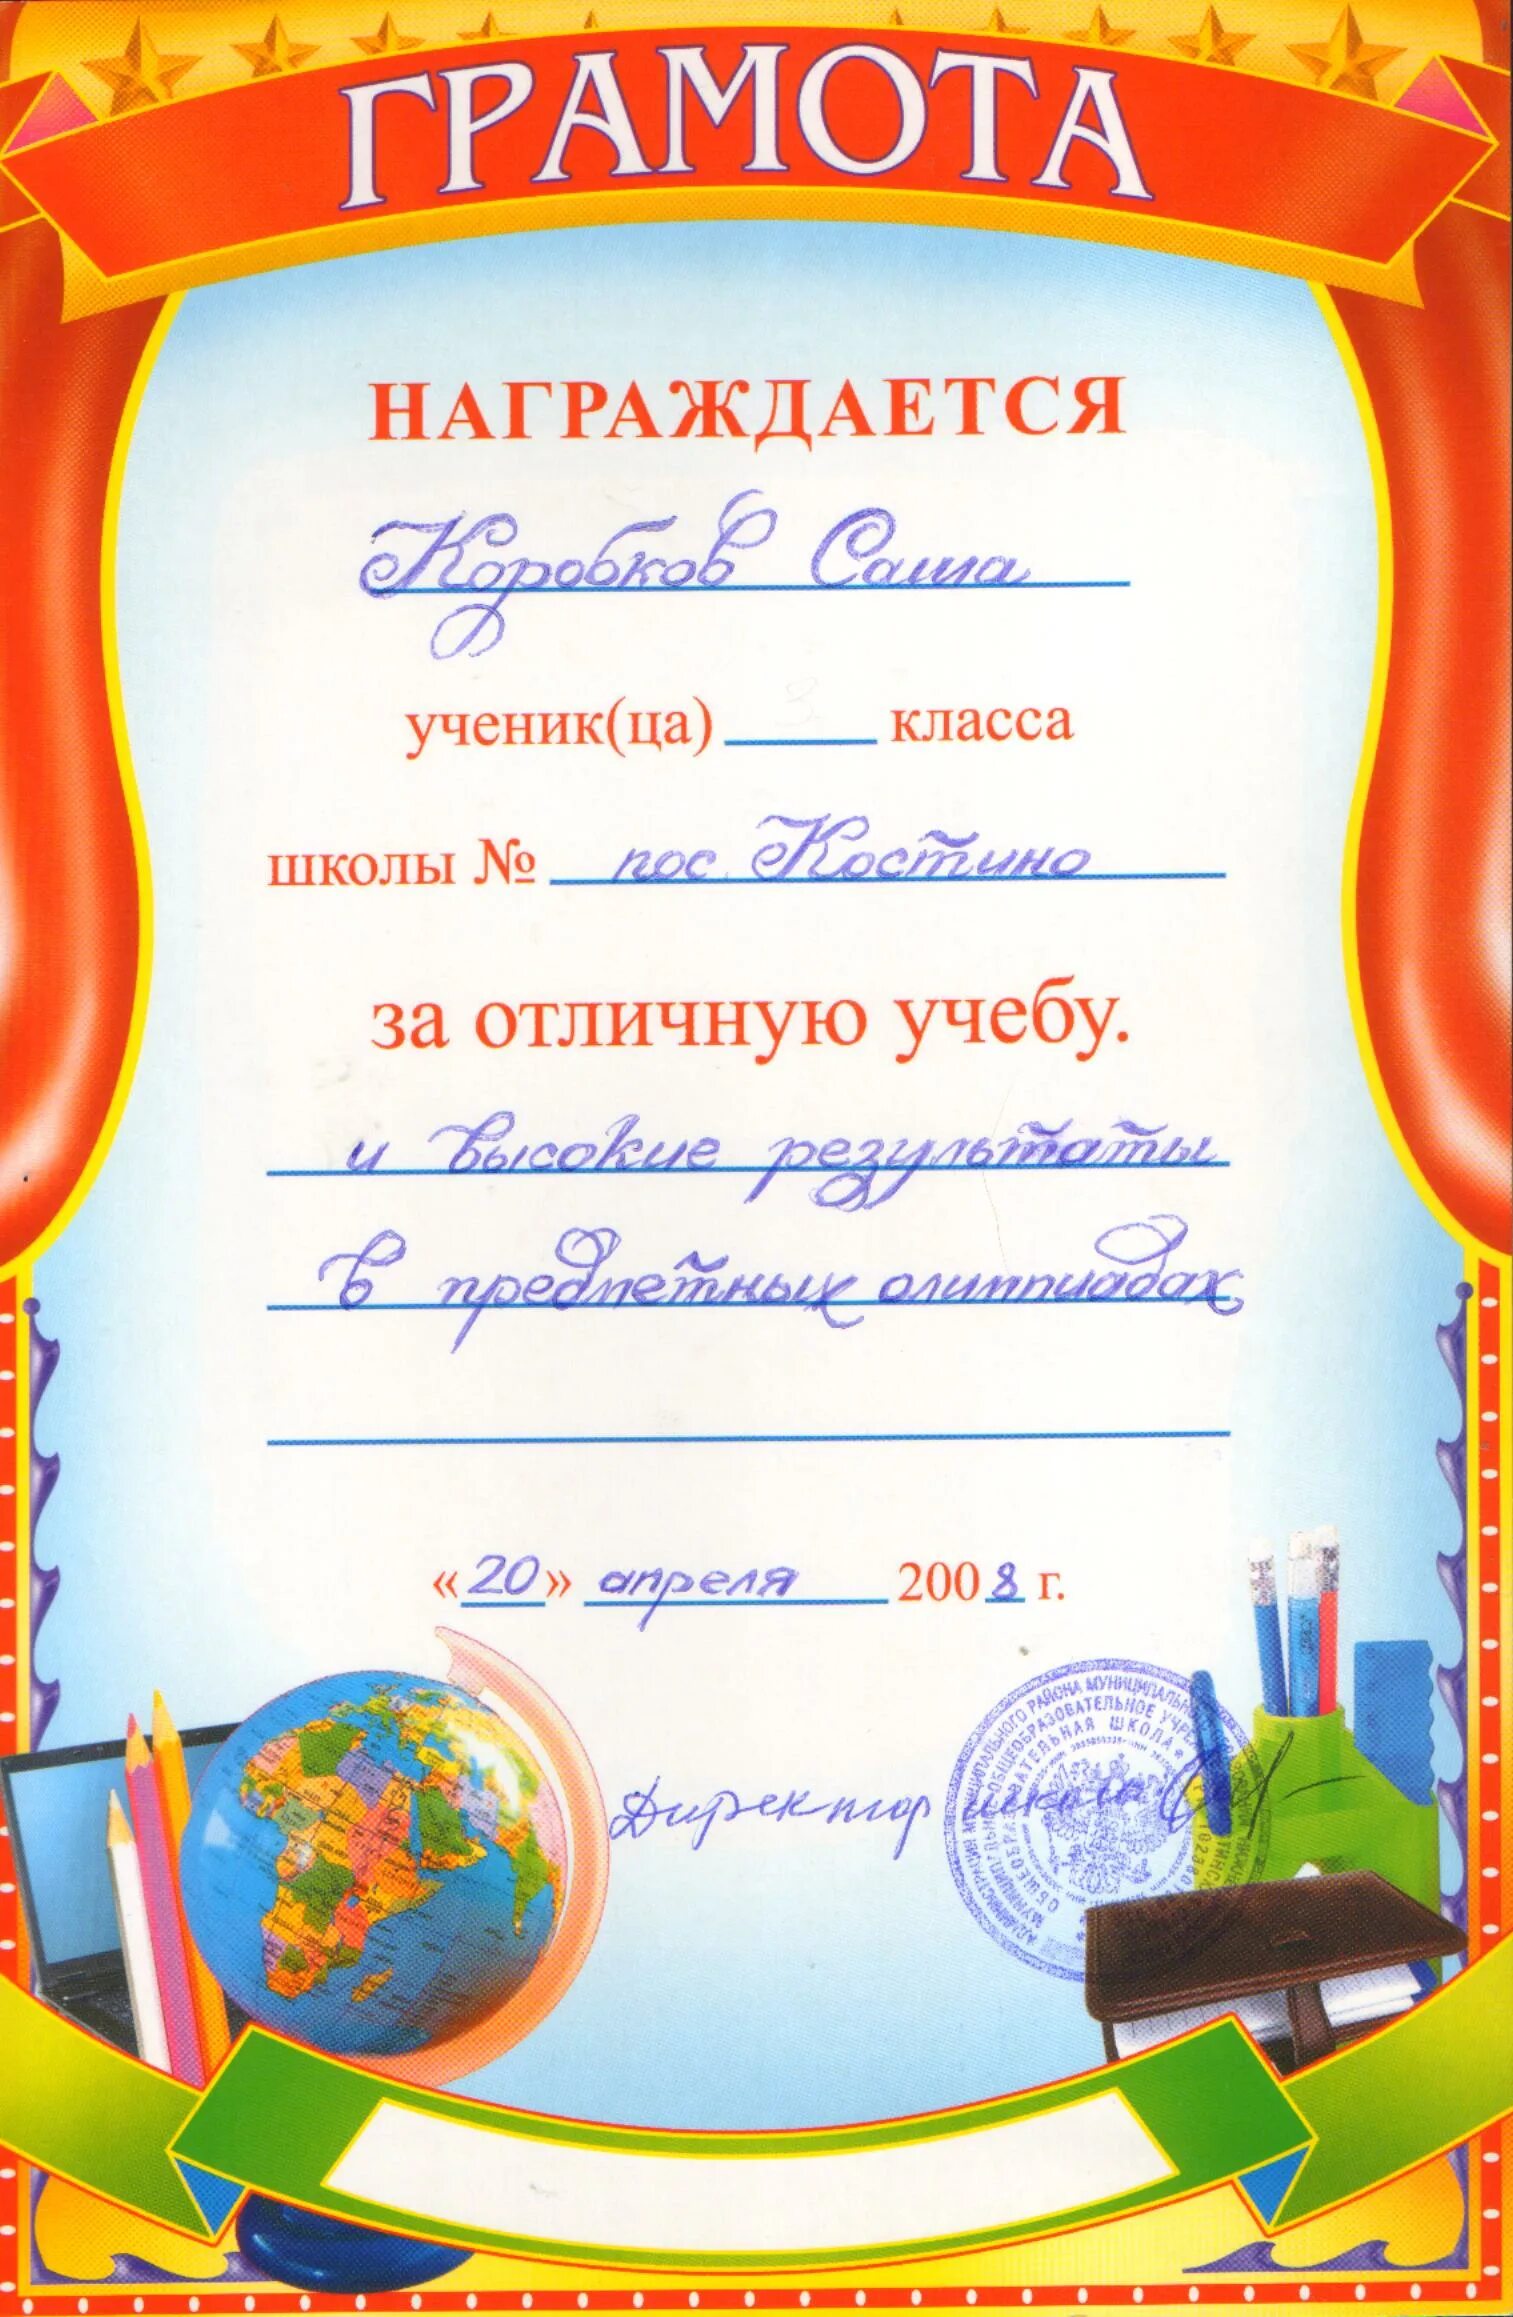 ГРАМОТА
НАГРАЖДАЕТСЯ
Коробков Саша
ученик(ца) 3 класса
школы № пос. Костино
за отличную учебу.
и высокие результаты
в предметных олимпиадах
«20» апреля 2008 г.
Директор школы